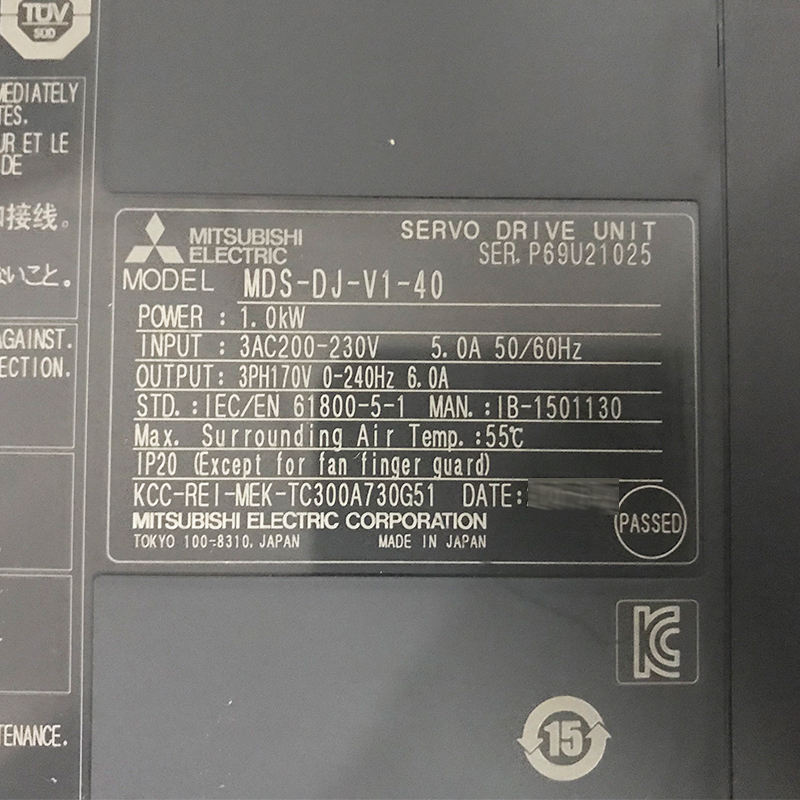 TÜV
SÜD
MEDIATELY
TES.
UR ET LE
DE
接线。
ないこと。
AGAINST.
ECTION.
TENANCE.
MITSUBISHI
ELECTRIC
SERVO DRIVE UNIT
SER. P69U21025
MODEL MDS-DJ-V1-40
POWER : 1.0kW
INPUT : 3AC200-230V 5.0A 50/60Hz
OUTPUT: 3PH170V 0-240Hz 6.0A
STD.:IEC/EN 61800-5-1 MAN.:IB-1501130
Max. Surrounding Air Temp.:55℃
IP20 (Except for fan finger guard)
KCC-REI-MEK-TC300A730G51 DATE:
MITSUBISHI ELECTRIC CORPORATION
TOKYO 100-8310, JAPAN MADE IN JAPAN
PASSED
15